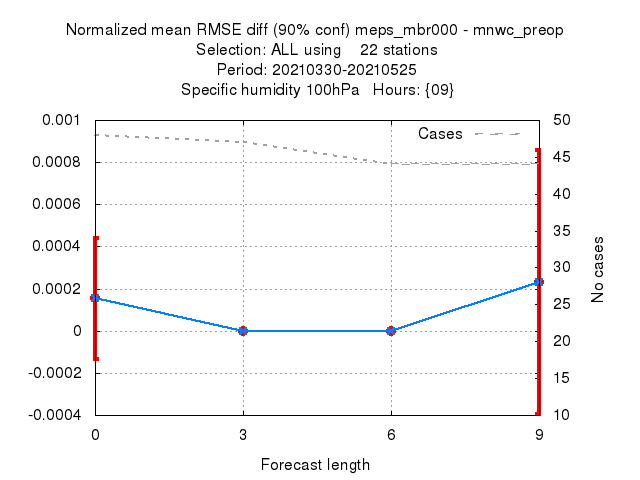 Normalized mean RMSE diff (90% conf) meps_mbr000 - mnwc_preop
Selection: ALL using 22 stations
Period: 20210330-20210525
Specific humidity 100hPa Hours: {09}
0.001
0.0008
0.0006
0.0004
0.0002
0
-0.0002
-0.0004
Cases
50
45
40
35
30
25
20
15
10
No cases
0 3 6 9
Forecast length